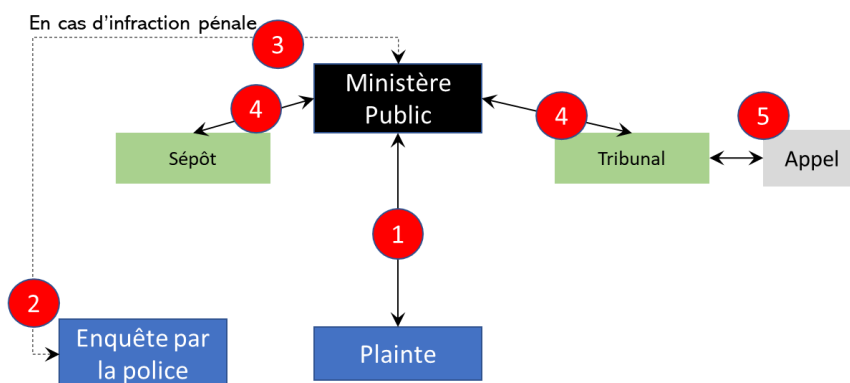 En cas d’infraction pénale
3
Ministère
Public
4
4
5
Sépôt
Tribunal
Appel
1
2
Enquête par
la police
Plainte